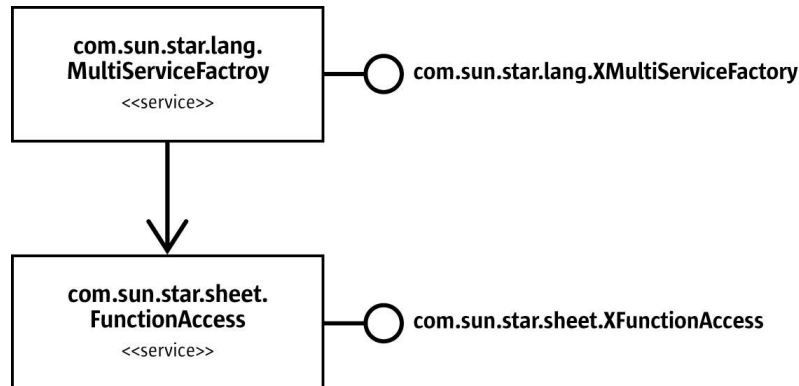 com.sun.star.lang.
MultiServiceFactroy
<<service>>
com.sun.star.lang.XMultiServiceFactory
com.sun.star.sheet.
FunctionAccess
<<service>>
com.sun.star.sheet.XFunctionAccess